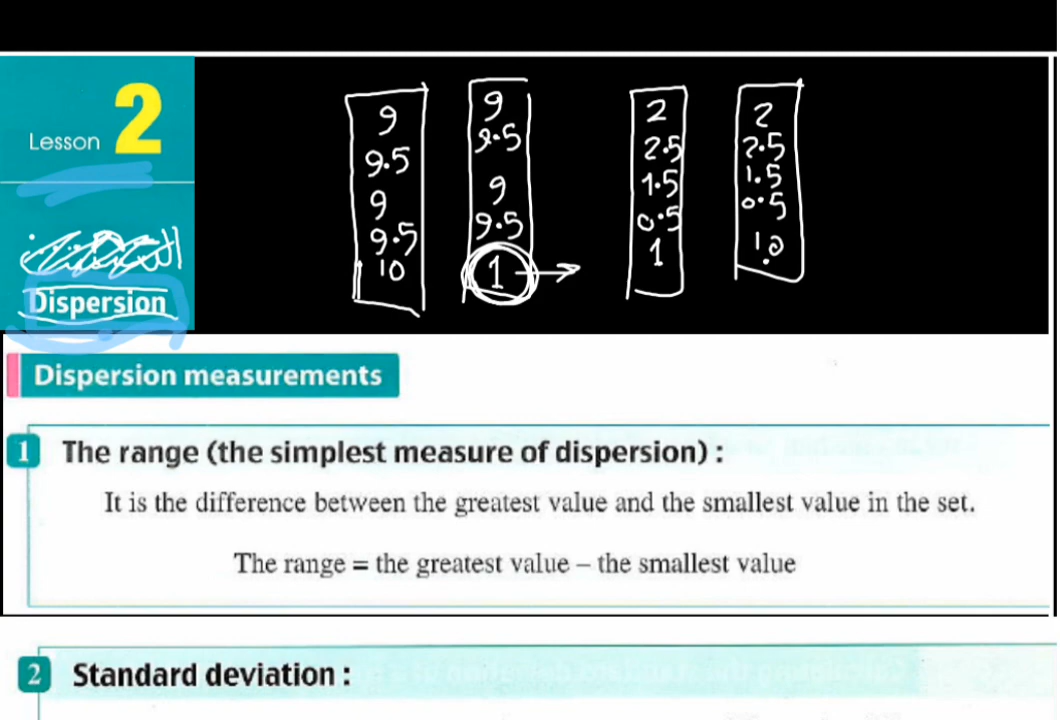 Lesson 2
Dispersion
9
9.5
9
9.5
10
9
9.5
9
9.5
1
2
2.5
1.5
0.5
1
2
2.5
1.5
0.5
10
Dispersion measurements
1 The range (the simplest measure of dispersion) :
It is the difference between the greatest value and the smallest value in the set.
The range = the greatest value – the smallest value
2 Standard deviation :